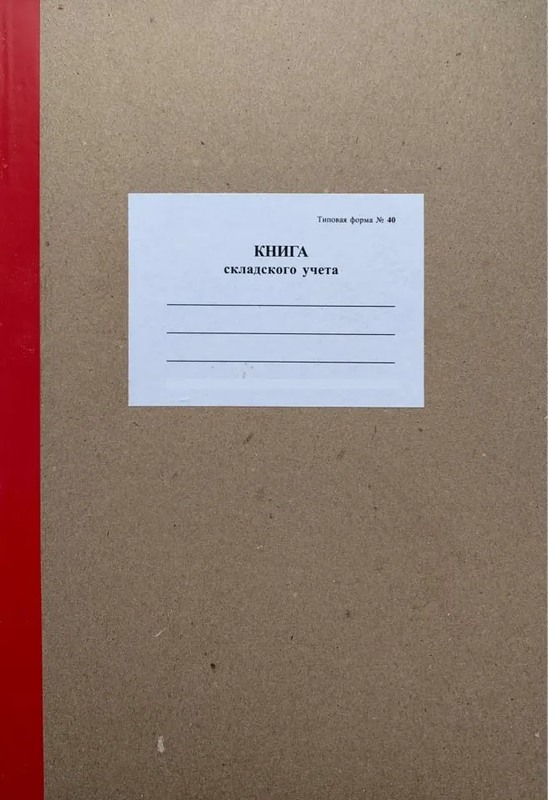 Типовая форма № 40
КНИГА
складского учета